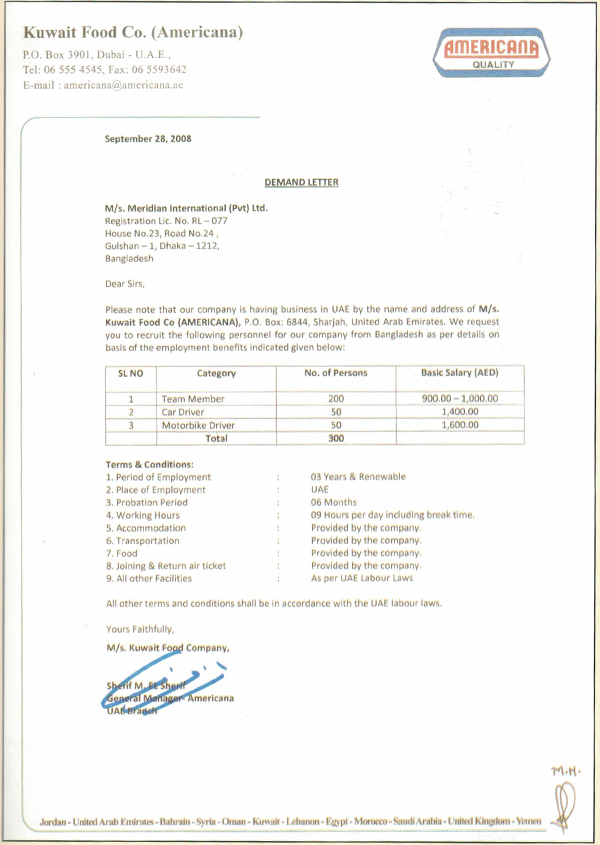 Kuwait Food Co. (Americana)
P.O. Box 3901, Dubai - U.A.E.,
Tel: 06 555 4545, Fax: 06 5593642
E-mail : americana@americana.ae
AMERICANA
QUALITY
September 28, 2008
DEMAND LETTER
M/s. Meridian International (Pvt) Ltd.
Registration Lic. No. RL – 077
House No.23, Road No.24 ,
Gulshan – 1, Dhaka – 1212,
Bangladesh
Dear Sirs,
Please note that our company is having business in UAE by the name and address of M/s.
Kuwait Food Co (AMERICANA), P.O. Box: 6844, Sharjah, United Arab Emirates. We request
you to recruit the following personnel for our company from Bangladesh as per details on
basis of the employment benefits indicated given below:
SL NO Category No. of Persons Basic Salary (AED)
1 Team Member 200 900.00 – 1,000.00
2 Car Driver 50 1,400.00
3 Motorbike Driver 50 1,600.00
Total 300
Terms & Conditions:
1. Period of Employment : 03 Years & Renewable
2. Place of Employment : UAE
3. Probation Period : 06 Months
4. Working Hours : 09 Hours per day including break time.
5. Accommodation : Provided by the company.
6. Transportation : Provided by the company.
7. Food : Provided by the company.
8. Joining & Return air ticket : Provided by the company.
9. All other Facilities : As per UAE Labour Laws
All other terms and conditions shall be in accordance with the UAE labour laws.
Yours Faithfully,
M/s. Kuwait Food Company,
Sherif M. EL Sherif
General Manager- Americana
UAE Branch
M.H.
Jordan - United Arab Emirates - Bahrain - Syria - Oman - Kuwait - Lebanon - Egypt - Morocco - Saudi Arabia - United Kingdom - Yemen